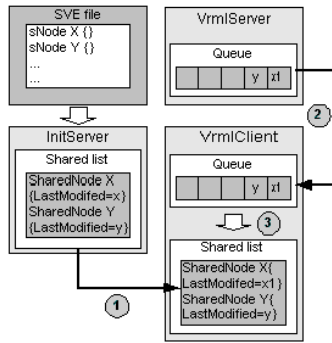 SVE file
sNode X {}
sNode Y {}
...
...
VrmlServer
Queue
y x1
2
InitServer
Shared list
SharedNode X
{LastModifed=x}
SharedNode Y
{LastModified=y}
VrmlClient
Queue
y x1
3
Shared list
SharedNode X{
LastModifed=x1 }
SharedNode Y{
LastModifed=y}
1